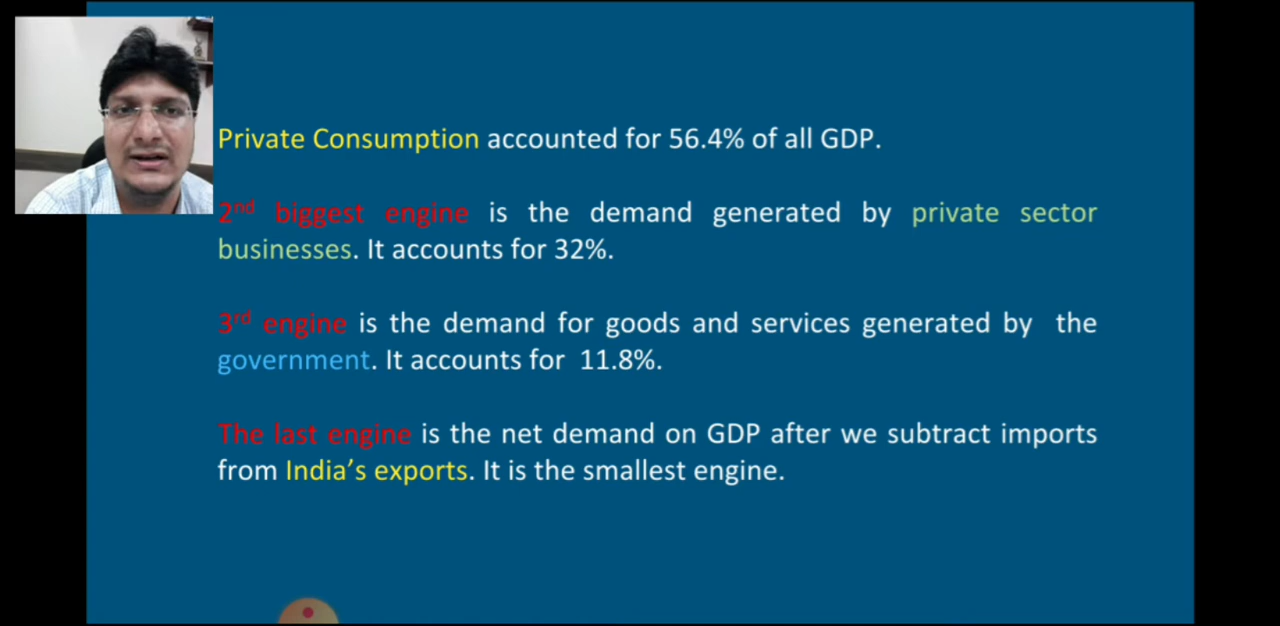 Private Consumption accounted for 56.4% of all GDP.
2nd biggest engine is the demand generated by private sector
businesses. It accounts for 32%.
3rd engine is the demand for goods and services generated by the
government. It accounts for 11.8%.
The last engine is the net demand on GDP after we subtract imports
from India’s exports. It is the smallest engine.